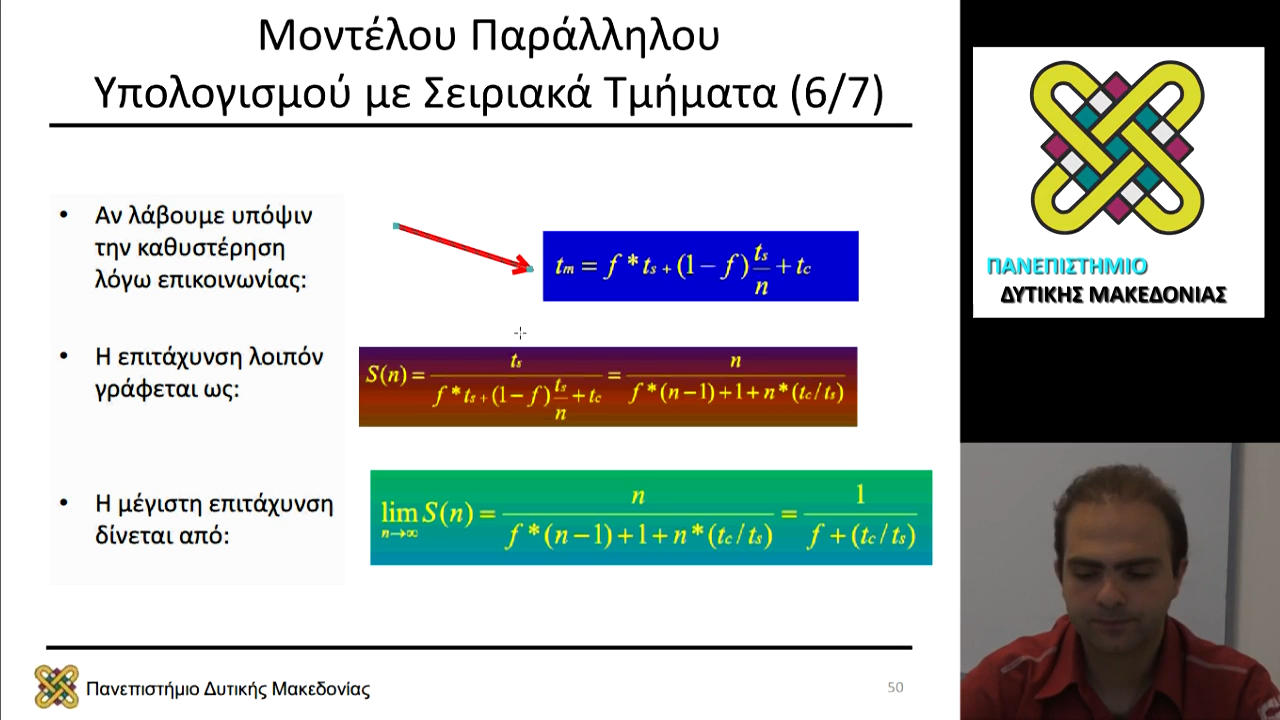 Μοντέλου Παράλληλου
Υπολογισμού με Σειριακά Τμήματα (6/7)
• Αν λάβουμε υπόψιν
την καθυστέρηση
λόγω επικοινωνίας:
tm = f * ts + (1 − f) ts/n + tc
• Η επιτάχυνση λοιπόν
γράφεται ως:
S(n) = ts / (f * ts + (1 − f) ts/n + tc) = n / (f * (n − 1) + 1 + n * (tc / ts))
• Η μέγιστη επιτάχυνση
δίνεται από:
lim n→∞ S(n) = n / (f * (n − 1) + 1 + n * (tc / ts)) = 1 / (f + (tc / ts))
Πανεπιστήμιο Δυτικής Μακεδονίας
50
ΠΑΝΕΠΙΣΤΗΜΙΟ
ΔΥΤΙΚΗΣ ΜΑΚΕΔΟΝΙΑΣ